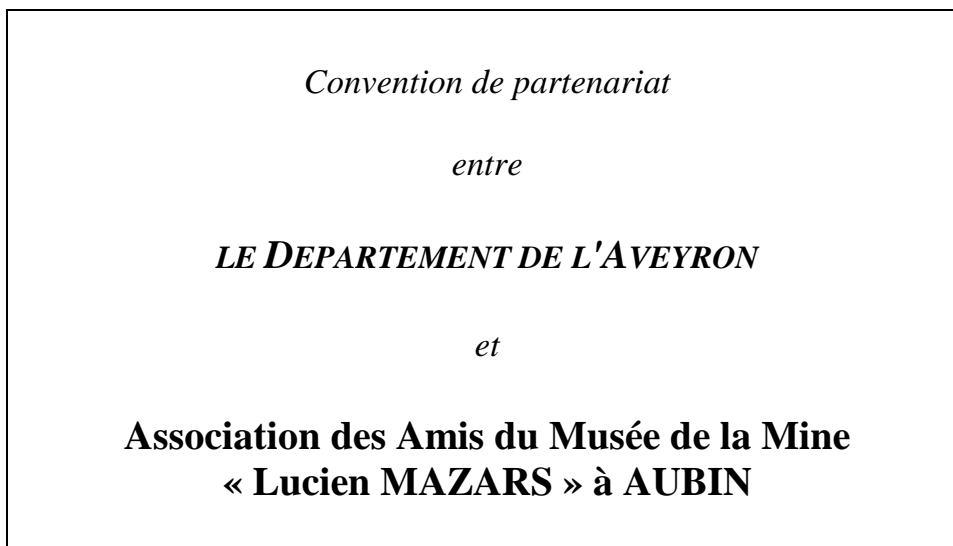 Convention de partenariat
entre
LE DEPARTEMENT DE L'AVEYRON
et
Association des Amis du Musée de la Mine
« Lucien MAZARS » à AUBIN